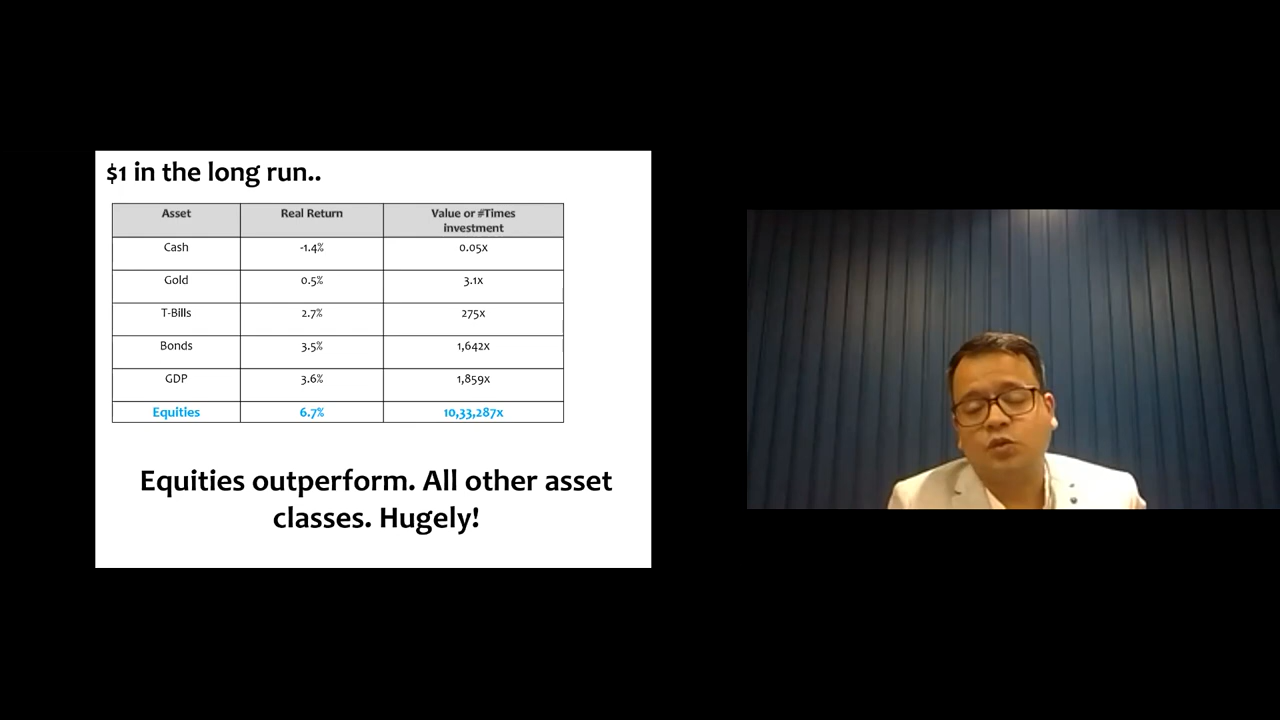 $1 in the long run..
Asset Real Return Value or #Times
investment
Cash -1.4% 0.05x
Gold 0.5% 3.1x
T-Bills 2.7% 275x
Bonds 3.5% 1,642x
GDP 3.6% 1,859x
Equities 6.7% 10,33,287x
Equities outperform. All other asset
classes. Hugely!